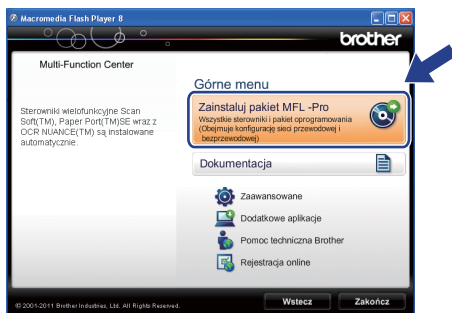 Macromedia Flash Player 8
brother
Multi-Function Center
Górne menu
Sterowniki wielofunkcyjne Scan
Soft(TM), Paper Port(TM)SE wraz z
OCR NUANCE(TM) są instalowane
automatycznie.
Zainstaluj pakiet MFL -Pro
Wszystkie sterowniki i pakiet oprogramowania
(Obejmuje konfigurację sieci przewodowej i
bezprzewodowej)
Dokumentacja
Zaawansowane
Dodatkowe aplikacje
Pomoc techniczna Brother
Rejestracja online
© 2001-2011 Brother Industries, Ltd. All Rights Reserved.
Wstecz
Zakończ